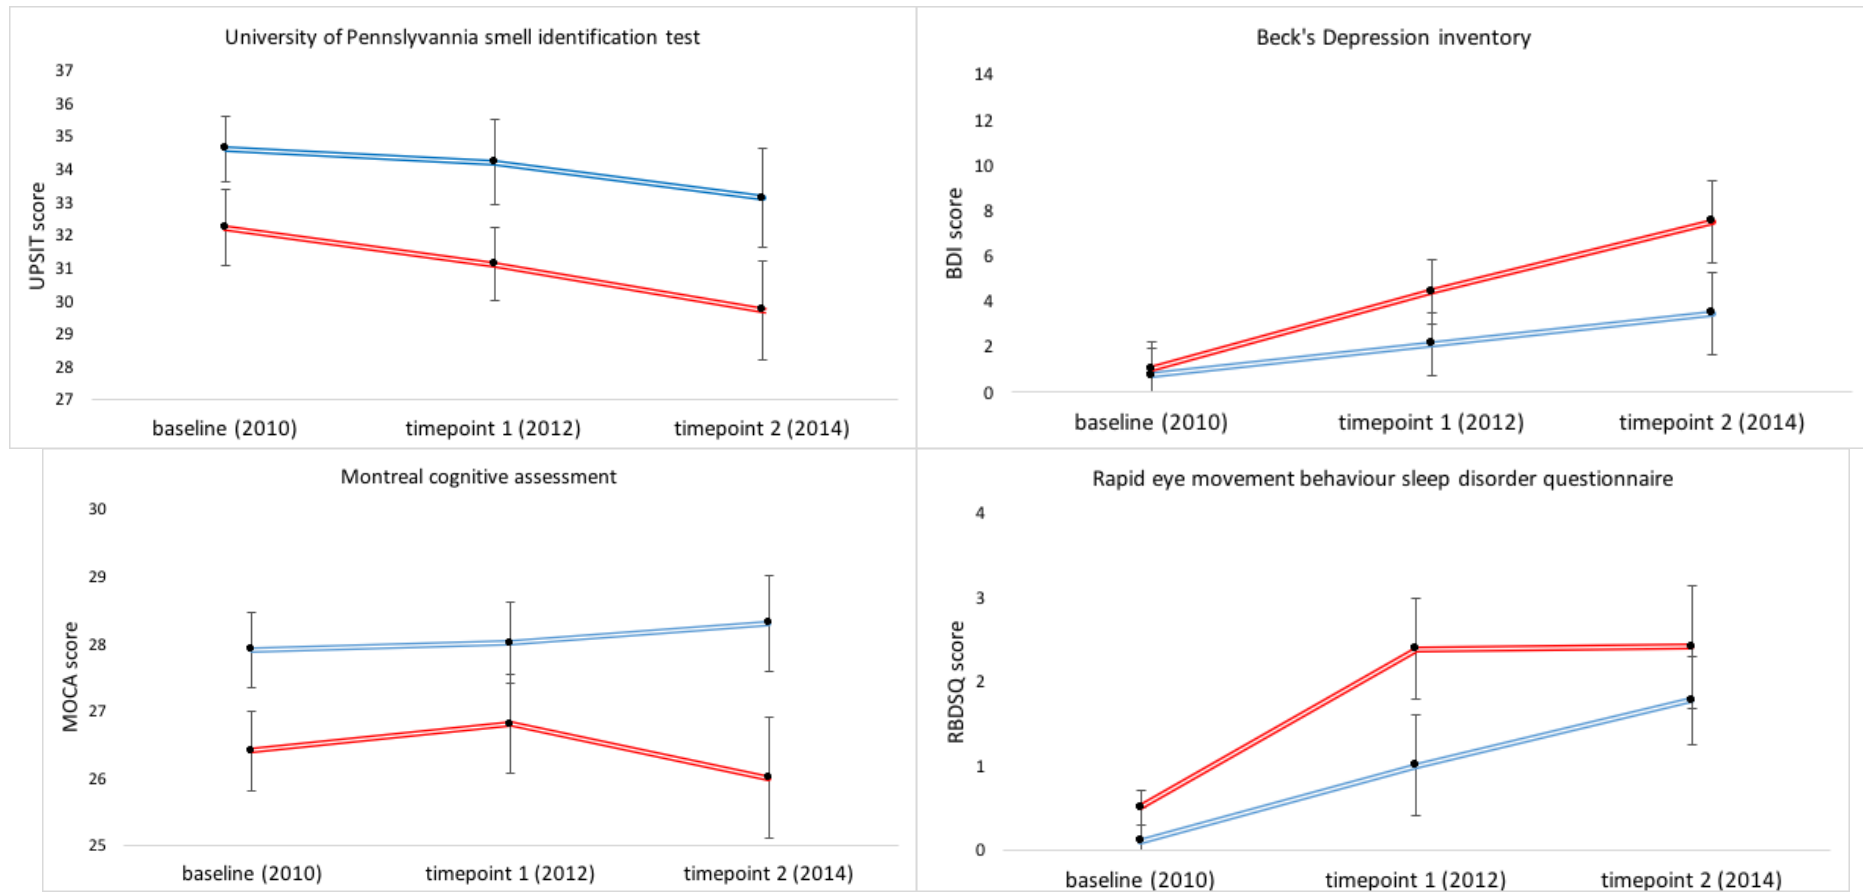 University of Pennslyvannia smell identification test
37
36
35
34
33
32
31
30
29
28
27
UPSIT score
baseline (2010) timepoint 1 (2012) timepoint 2 (2014)
Beck's Depression inventory
14
12
10
8
6
4
2
0
BDI score
baseline (2010) timepoint 1 (2012) timepoint 2 (2014)
Montreal cognitive assessment
30
29
28
27
26
25
MOCA score
baseline (2010) timepoint 1 (2012) timepoint 2 (2014)
Rapid eye movement behaviour sleep disorder questionnaire
4
3
2
1
0
RBDSQ score
baseline (2010) timepoint 1 (2012) timepoint 2 (2014)